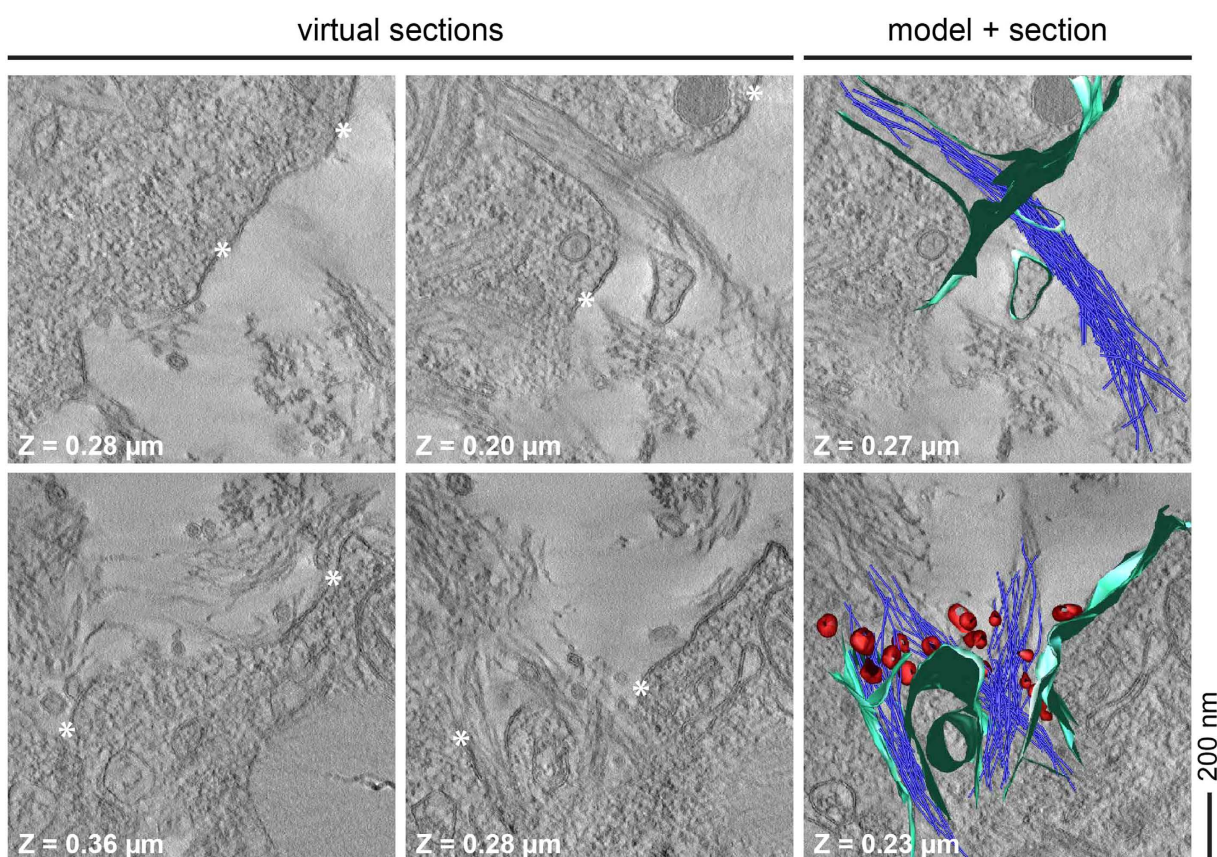 virtual sections
model + section
*
*
*
*
Z = 0.28 µm
Z = 0.20 µm
Z = 0.27 µm
*
*
*
*
Z = 0.36 µm
Z = 0.28 µm
Z = 0.23 µm
200 nm